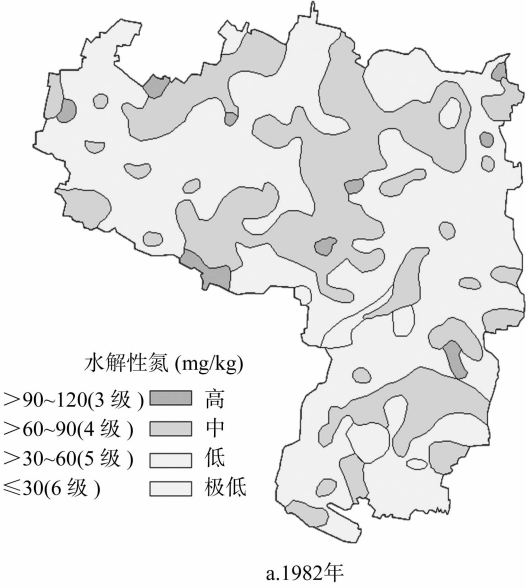 水解性氮 (mg/kg)
>90~120(3 级 ) 高
>60~90(4 级 ) 中
>30~60(5 级 ) 低
≤30(6 级 ) 极低
a.1982年